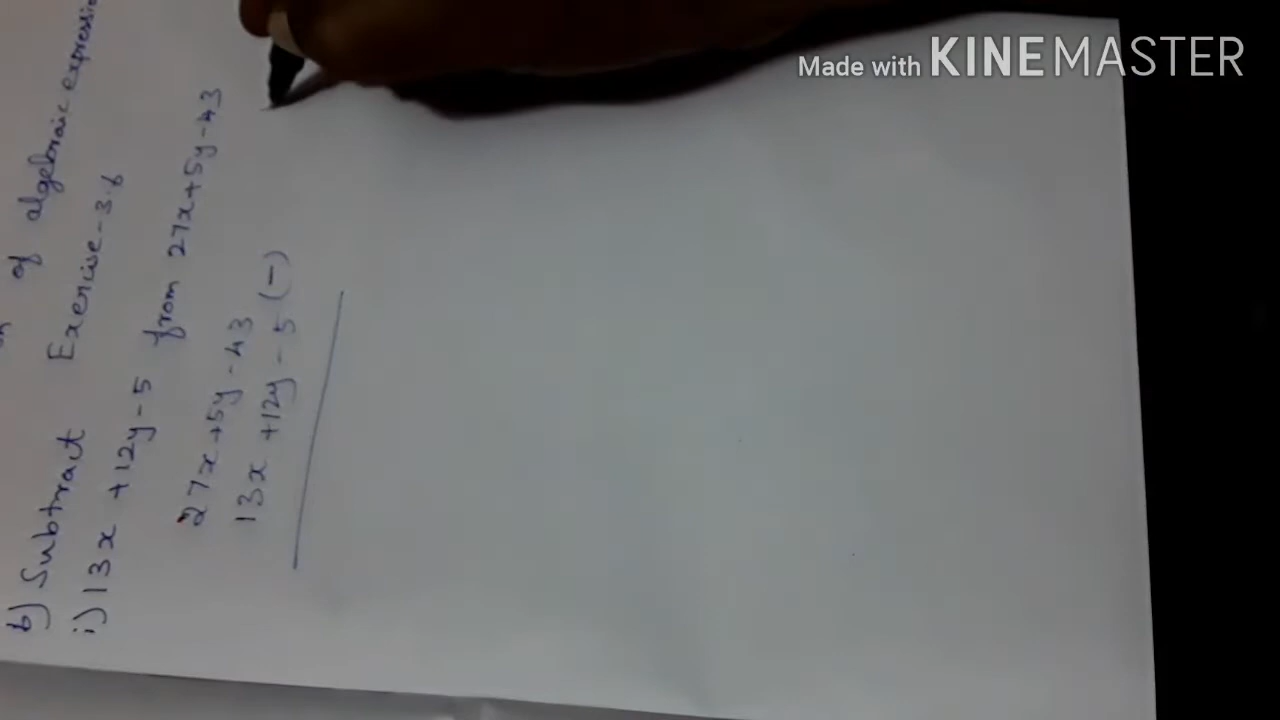 of algebraic expressio
Exercise-3.6
b) Subtract
i) 13x + 12y - 5 from 27x+5y-43
27x+5y-43
13x +12y - 5 (-)
Made with KINEMASTER